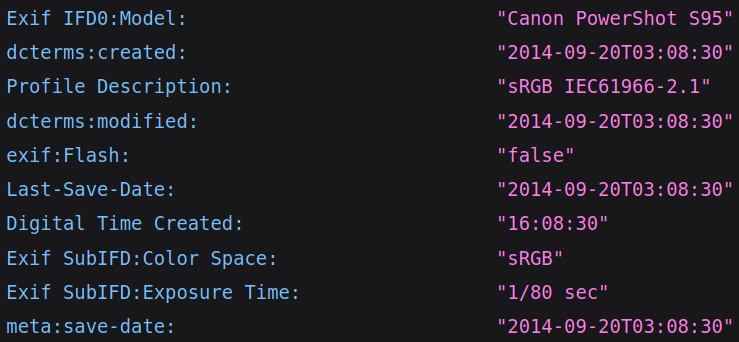 Exif IFD0:Model: "Canon PowerShot S95"
dcterms:created: "2014-09-20T03:08:30"
Profile Description: "sRGB IEC61966-2.1"
dcterms:modified: "2014-09-20T03:08:30"
exif:Flash: "false"
Last-Save-Date: "2014-09-20T03:08:30"
Digital Time Created: "16:08:30"
Exif SubIFD:Color Space: "sRGB"
Exif SubIFD:Exposure Time: "1/80 sec"
meta:save-date: "2014-09-20T03:08:30"